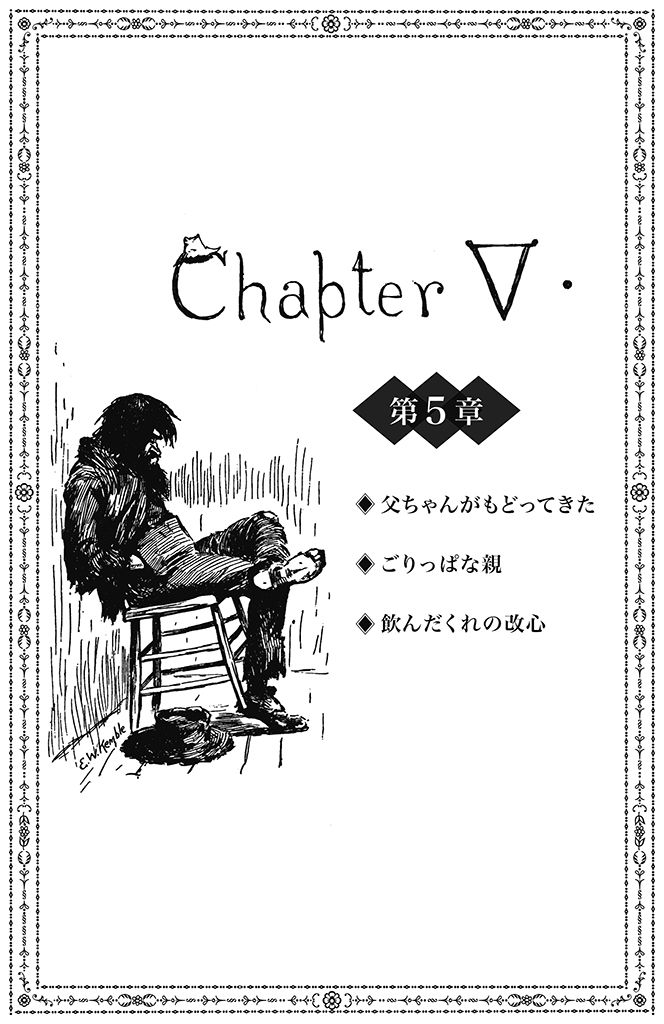 Chapter V.
第5章
◈ 父ちゃんがもどってきた
◈ ごりっぱな親
◈ 飲んだくれの改心
E.W.Kemble